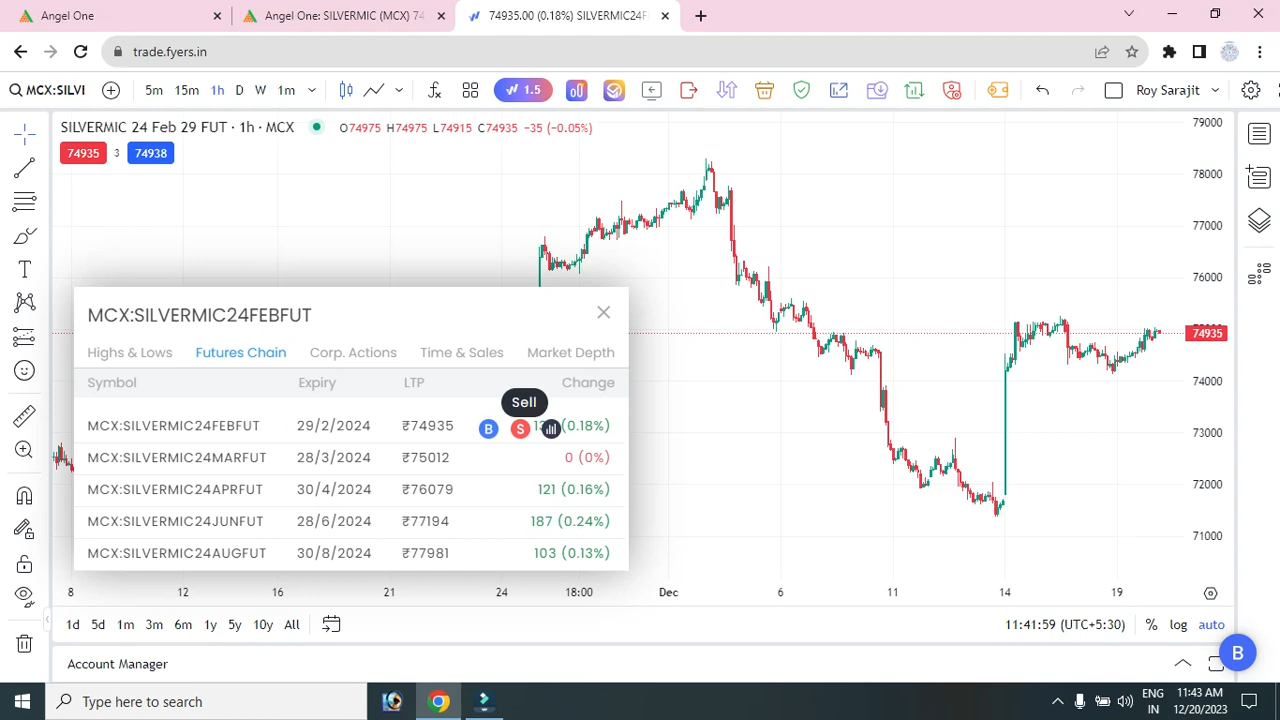 Angel One
Angel One: SILVERMIC (MCX) 74
74935.00 (0.18%) SILVERMIC24F
trade.fyers.in
MCX:SILVI 5m 15m 1h D W 1m 1.5 Roy Sarajit
SILVERMIC 24 Feb 29 FUT · 1h · MCX O74975 H74975 L74915 C74935 −35 (−0.05%)
74935 3 74938
79000
78000
77000
76000
74935
74000
73000
72000
71000
MCX:SILVERMIC24FEBFUT
Highs & Lows Futures Chain Corp. Actions Time & Sales Market Depth
Symbol Expiry LTP Change
Sell
MCX:SILVERMIC24FEBFUT 29/2/2024 ₹74935 B S (0.18%)
MCX:SILVERMIC24MARFUT 28/3/2024 ₹75012 0 (0%)
MCX:SILVERMIC24APRFUT 30/4/2024 ₹76079 121 (0.16%)
MCX:SILVERMIC24JUNFUT 28/6/2024 ₹77194 187 (0.24%)
MCX:SILVERMIC24AUGFUT 30/8/2024 ₹77981 103 (0.13%)
8 12 16 21 24 18:00 Dec 6 11 14 19
1d 5d 1m 3m 6m 1y 5y 10y All 11:41:59 (UTC+5:30) % log auto
Account Manager
B
Type here to search
ENG
IN
11:43 AM
12/20/2023